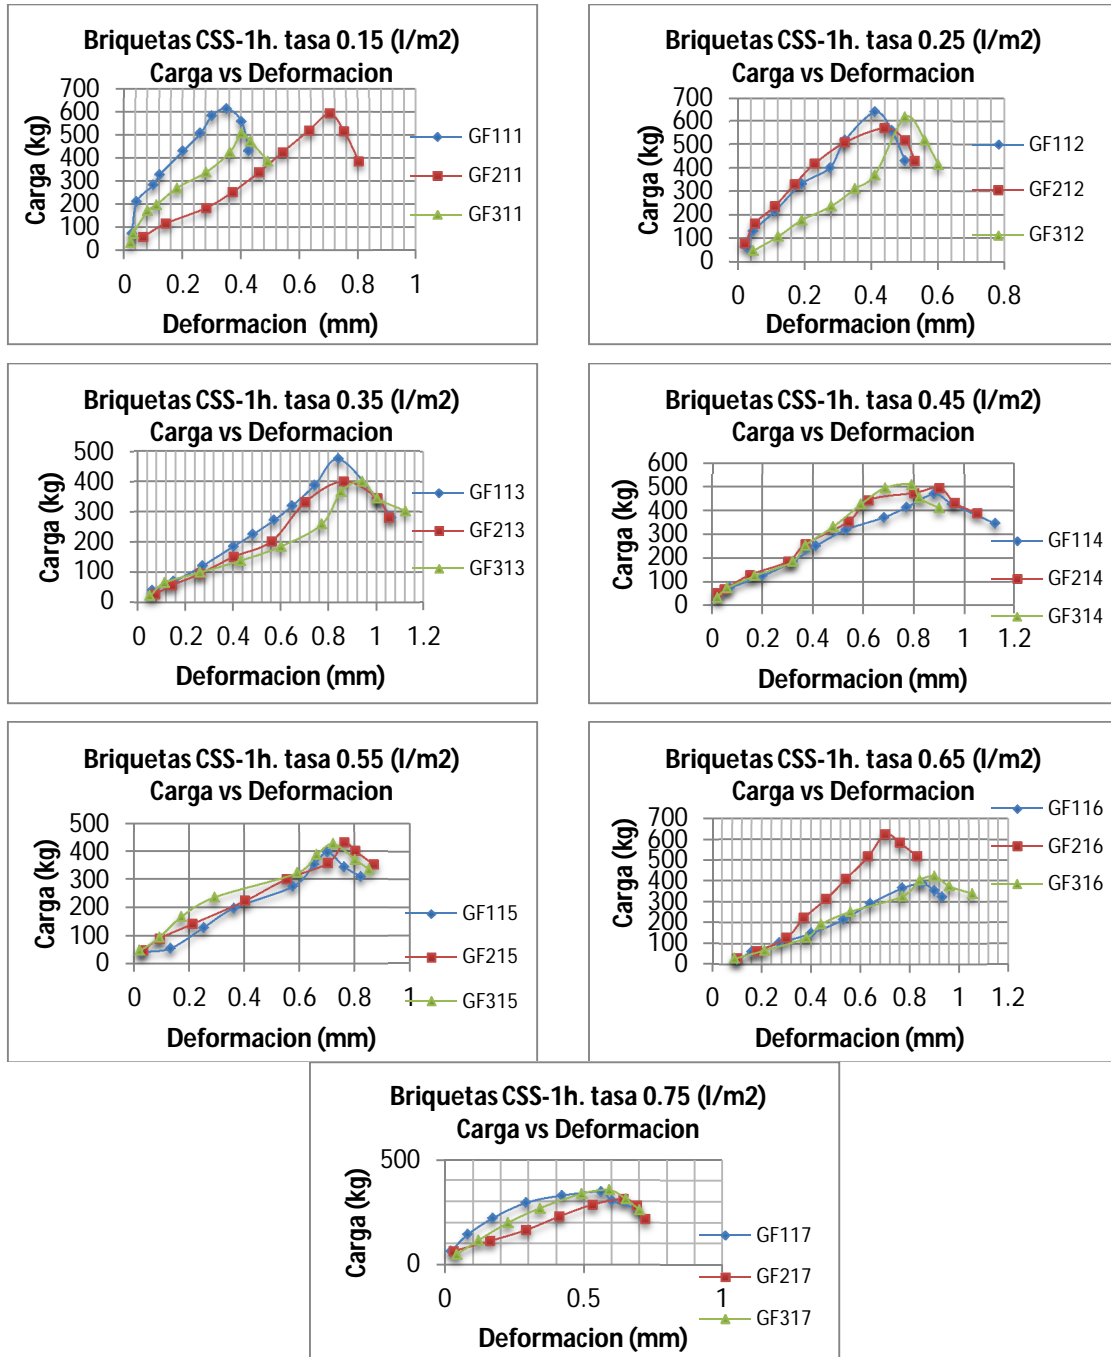 Briquetas CSS-1h. tasa 0.15 (l/m2)
Carga vs Deformacion
Carga (kg)
700
600
500
400
300
200
100
0
0 0.2 0.4 0.6 0.8 1
Deformacion (mm)
GF111
GF211
GF311
Briquetas CSS-1h. tasa 0.25 (l/m2)
Carga vs Deformacion
Carga (kg)
700
600
500
400
300
200
100
0
0 0.2 0.4 0.6 0.8
Deformacion (mm)
GF112
GF212
GF312
Briquetas CSS-1h. tasa 0.35 (l/m2)
Carga vs Deformacion
Carga (kg)
500
400
300
200
100
0
0 0.2 0.4 0.6 0.8 1 1.2
Deformacion (mm)
GF113
GF213
GF313
Briquetas CSS-1h. tasa 0.45 (l/m2)
Carga vs Deformacion
Carga (kg)
600
500
400
300
200
100
0
0 0.2 0.4 0.6 0.8 1 1.2
Deformacion (mm)
GF114
GF214
GF314
Briquetas CSS-1h. tasa 0.55 (l/m2)
Carga vs Deformacion
Carga (kg)
500
400
300
200
100
0
0 0.2 0.4 0.6 0.8 1
Deformacion (mm)
GF115
GF215
GF315
Briquetas CSS-1h. tasa 0.65 (l/m2)
Carga vs Deformacion
Carga (kg)
700
600
500
400
300
200
100
0
0 0.2 0.4 0.6 0.8 1 1.2
Deformacion (mm)
GF116
GF216
GF316
Briquetas CSS-1h. tasa 0.75 (l/m2)
Carga vs Deformacion
Carga (kg)
500
0
0 0.5 1
Deformacion (mm)
GF117
GF217
GF317